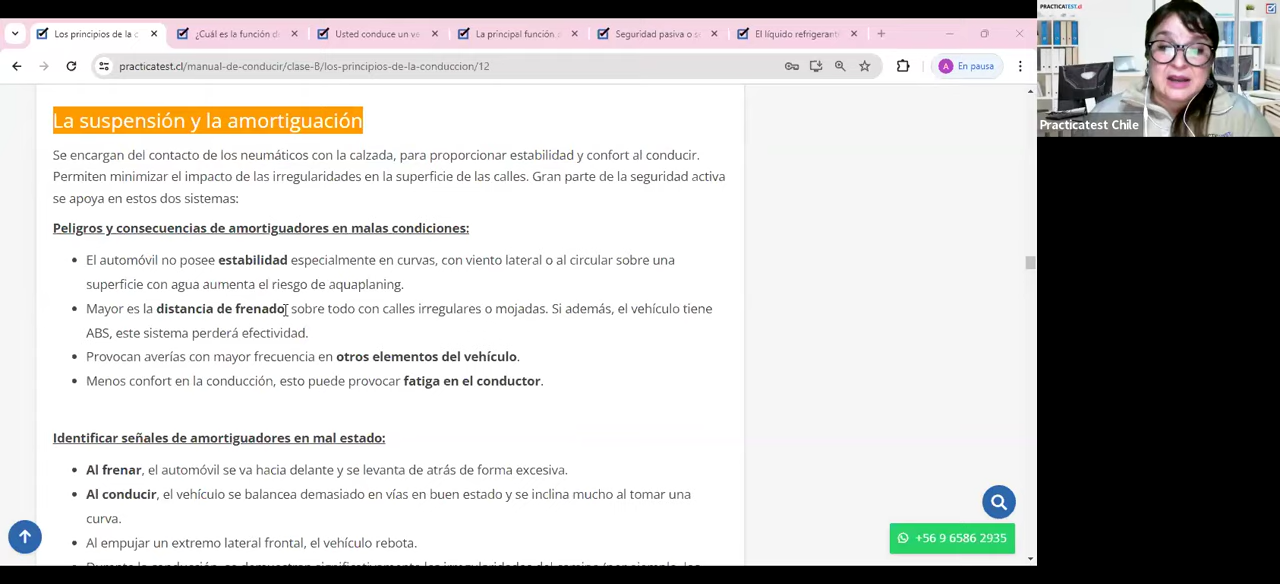 PRACTICATEST.cl
Los principios de la c
¿Cuál es la función d
Usted conduce un ve
La principal función
Seguridad pasiva o s
El líquido refrigerant
practicatest.cl/manual-de-conducir/clase-B/los-principios-de-la-conduccion/12
A
En pausa
Practicatest Chile
La suspensión y la amortiguación
Se encargan del contacto de los neumáticos con la calzada, para proporcionar estabilidad y confort al conducir.
Permiten minimizar el impacto de las irregularidades en la superficie de las calles. Gran parte de la seguridad activa
se apoya en estos dos sistemas:
Peligros y consecuencias de amortiguadores en malas condiciones:
• El automóvil no posee estabilidad especialmente en curvas, con viento lateral o al circular sobre una
superficie con agua aumenta el riesgo de aquaplaning.
• Mayor es la distancia de frenado sobre todo con calles irregulares o mojadas. Si además, el vehículo tiene
ABS, este sistema perderá efectividad.
• Provocan averías con mayor frecuencia en otros elementos del vehículo.
• Menos confort en la conducción, esto puede provocar fatiga en el conductor.
Identificar señales de amortiguadores en mal estado:
• Al frenar, el automóvil se va hacia delante y se levanta de atrás de forma excesiva.
• Al conducir, el vehículo se balancea demasiado en vías en buen estado y se inclina mucho al tomar una
curva.
• Al empujar un extremo lateral frontal, el vehículo rebota.
+56 9 6586 2935